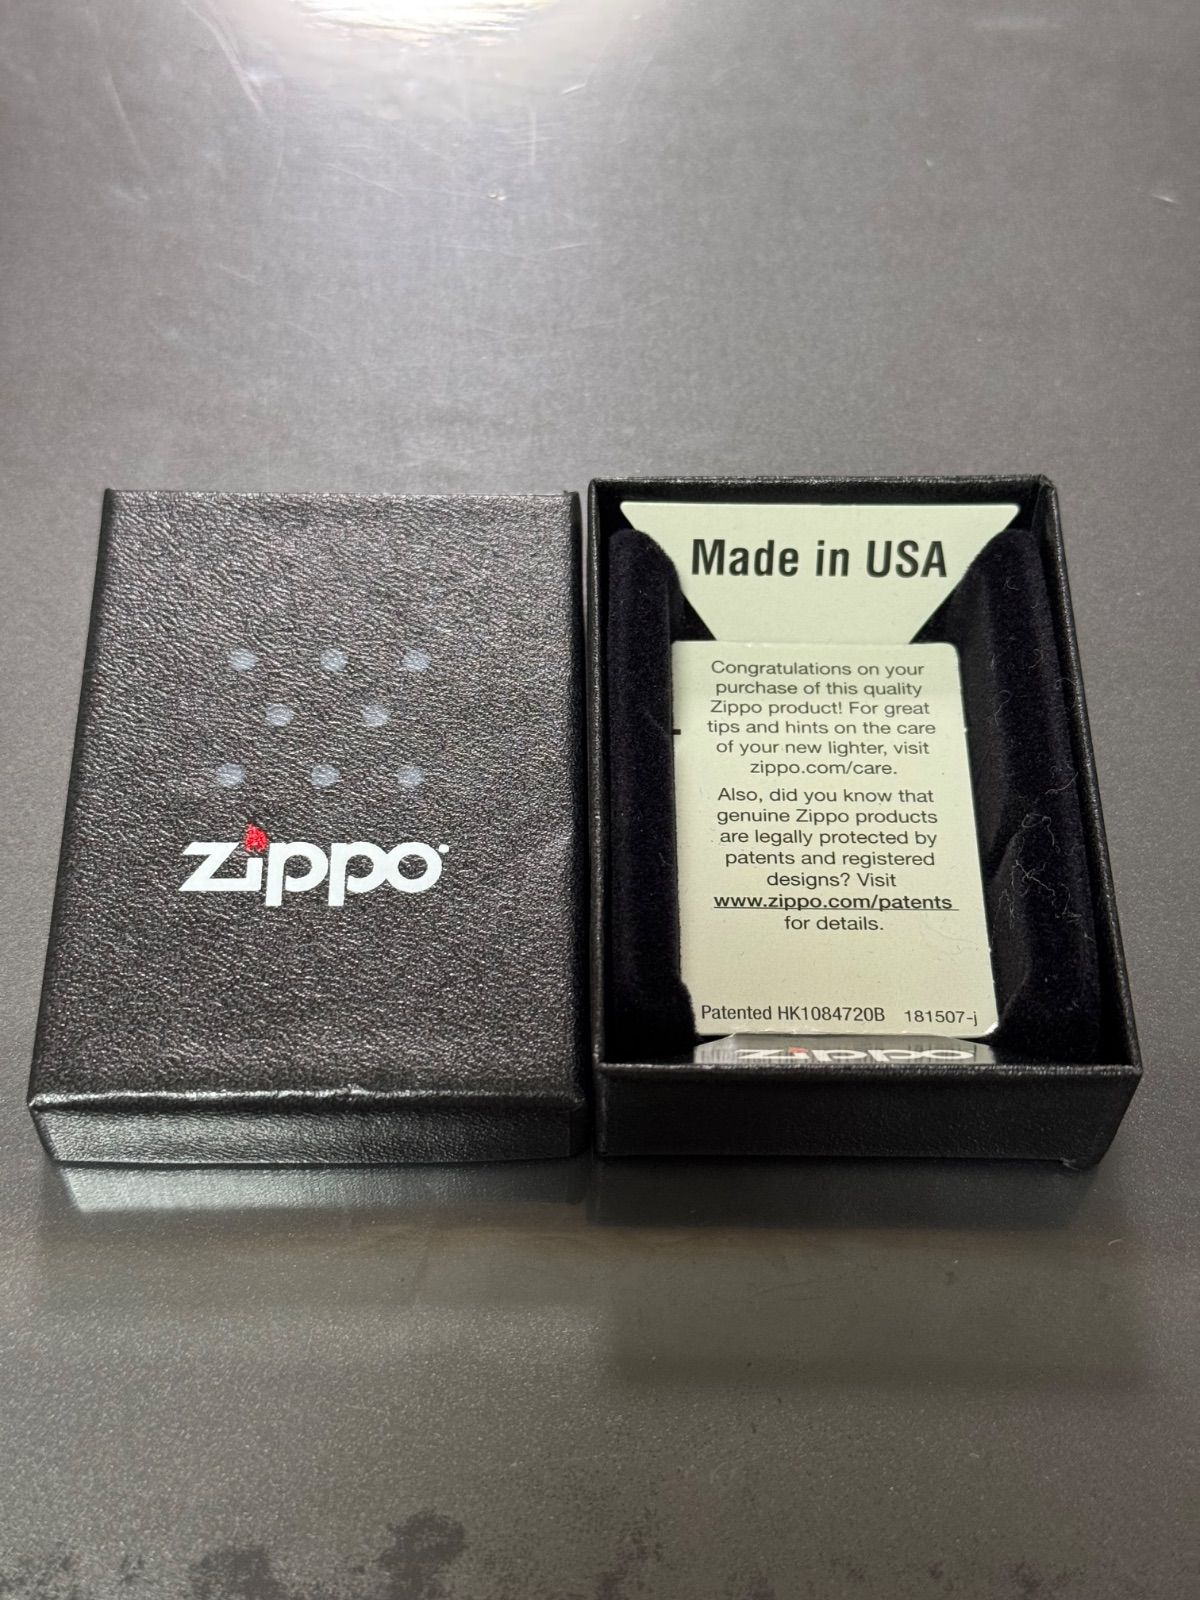 zippo
Made in USA
Congratulations on your
purchase of this quality
Zippo product! For great
tips and hints on the care
of your new lighter, visit
zippo.com/care.
Also, did you know that
genuine Zippo products
are legally protected by
patents and registered
designs? Visit
www.zippo.com/patents
for details.
Patented HK1084720B 181507-j
zippo